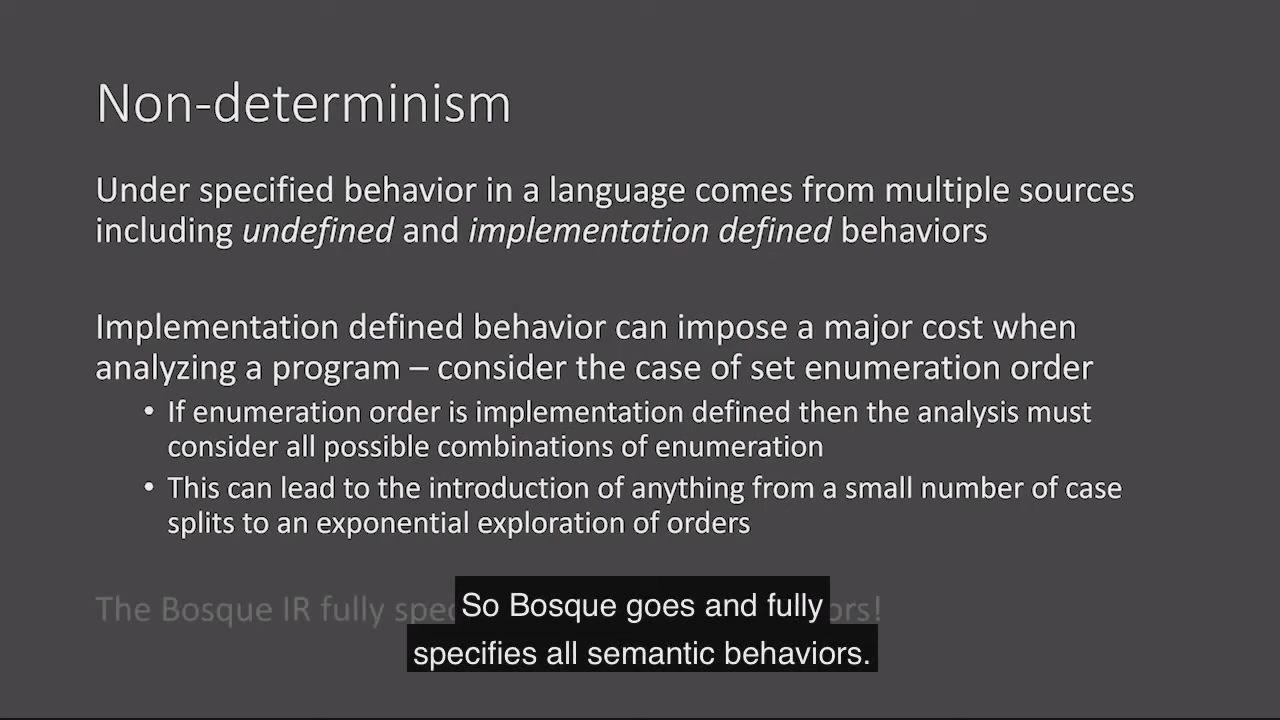 Non-determinism
Under specified behavior in a language comes from multiple sources
including undefined and implementation defined behaviors
Implementation defined behavior can impose a major cost when
analyzing a program – consider the case of set enumeration order
• If enumeration order is implementation defined then the analysis must
consider all possible combinations of enumeration
• This can lead to the introduction of anything from a small number of case
splits to an exponential exploration of orders
The Bosque IR fully
So Bosque goes and fully
specifies all semantic behaviors.